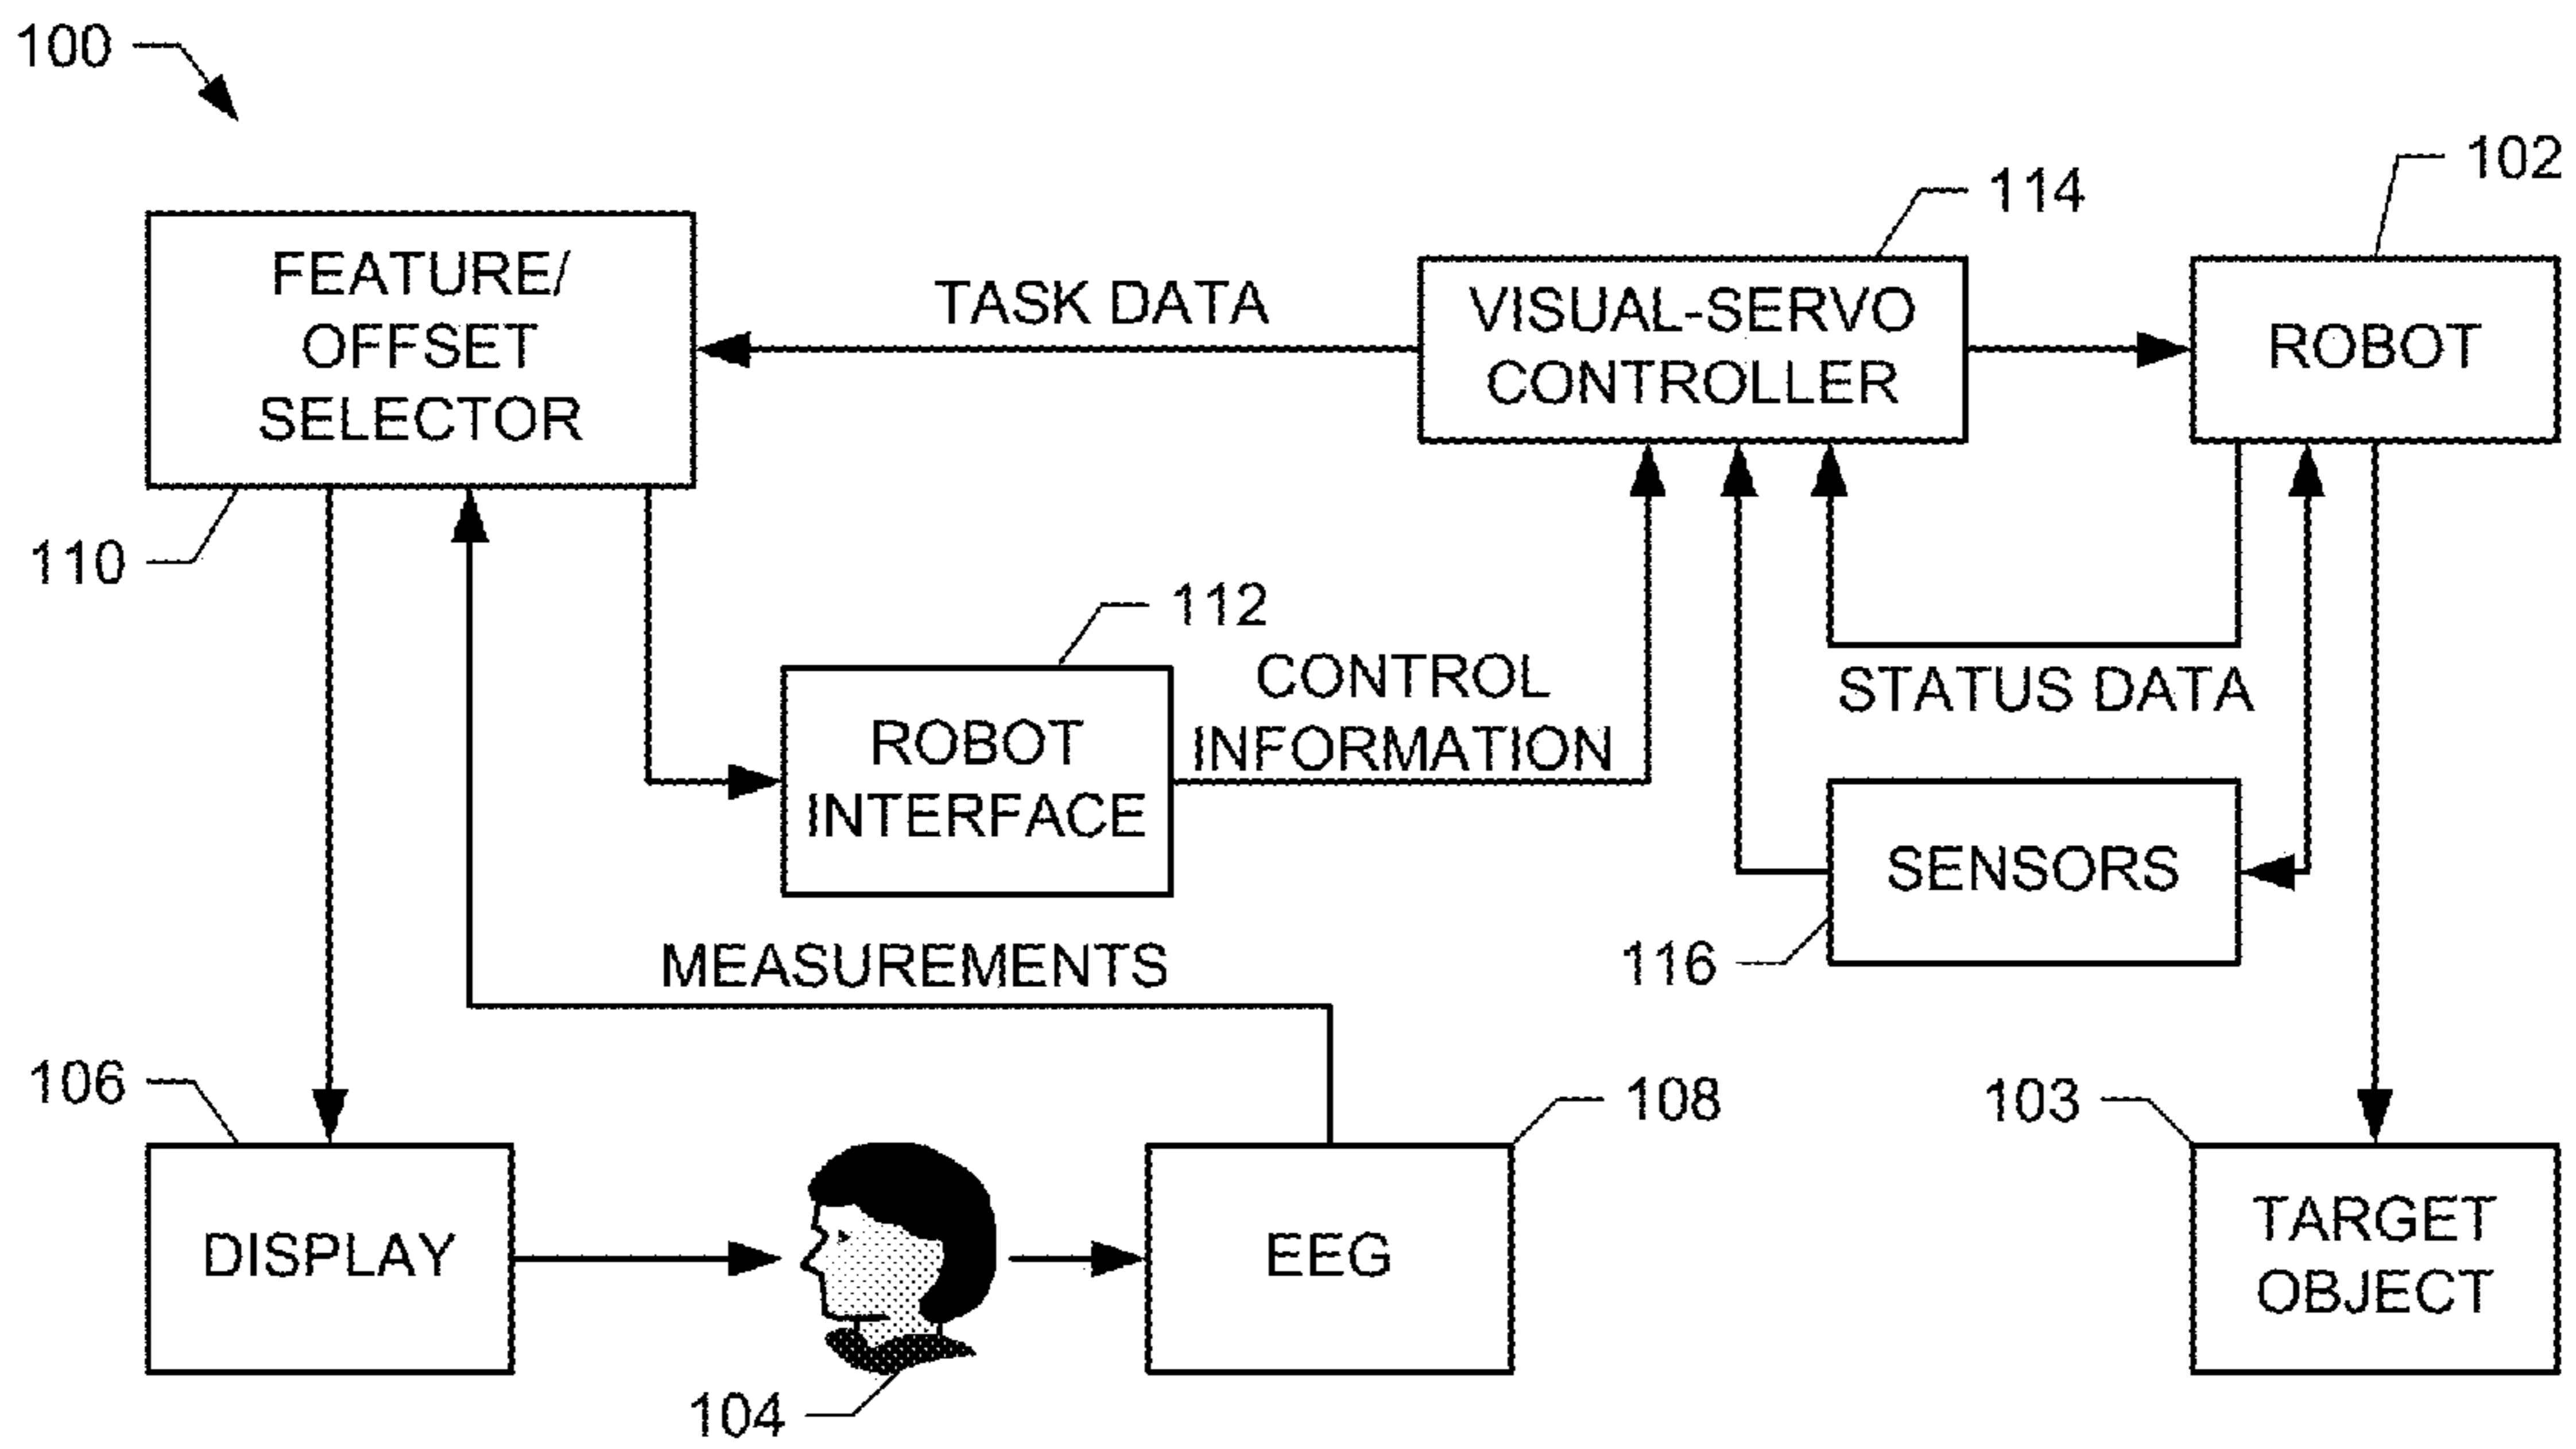 100
102
114
FEATURE/
OFFSET
SELECTOR
TASK DATA
VISUAL-SERVO
CONTROLLER
ROBOT
110
112
CONTROL
INFORMATION
STATUS DATA
ROBOT
INTERFACE
SENSORS
116
MEASUREMENTS
106
108
103
DISPLAY
EEG
TARGET
OBJECT
104